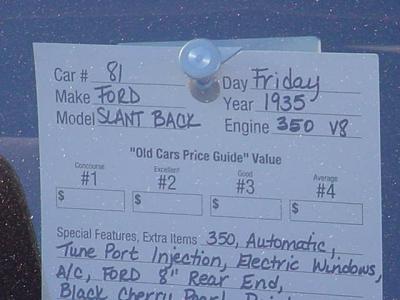 Car # 81 Day Friday
Make FORD Year 1935
Model SLANT BACK Engine 350 V8
"Old Cars Price Guide" Value
Concourse Excellent Good Average
#1 #2 #3 #4
$ $ $ $
Special Features, Extra Items 350, Automatic,
Tune Port Injection, Electric Windows,
A/C, FORD 8" Rear End,
Black Cherry Pearl